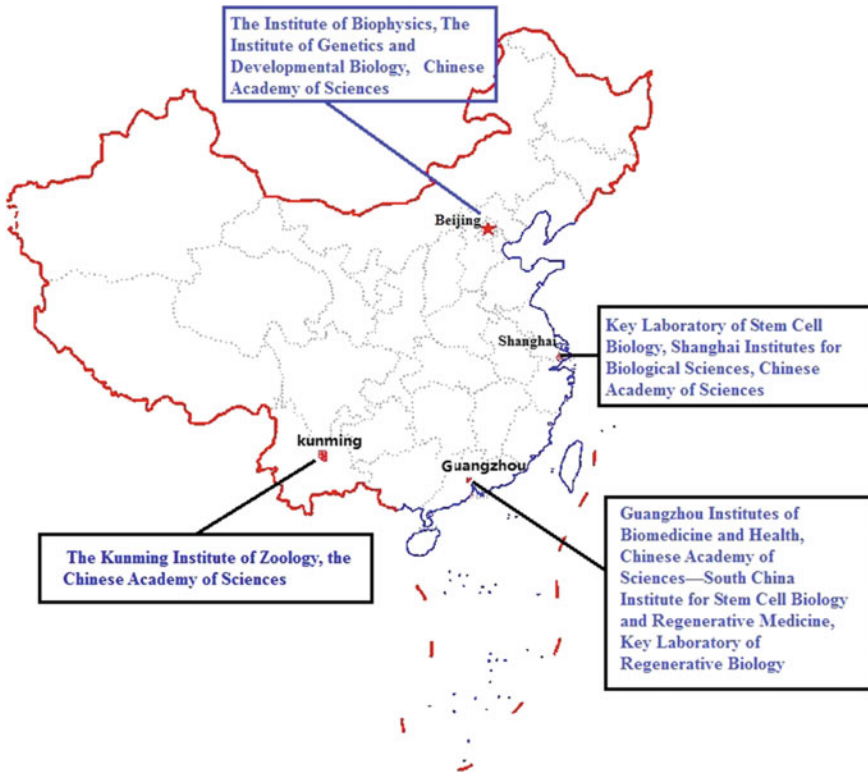 The Institute of Biophysics, The
Institute of Genetics and
Developmental Biology, Chinese
Academy of Sciences
Beijing
Key Laboratory of Stem Cell
Biology, Shanghai Institutes for
Biological Sciences, Chinese
Academy of Sciences
Shanghai
kunming
Guangzhou
The Kunming Institute of Zoology, the
Chinese Academy of Sciences
Guangzhou Institutes of
Biomedicine and Health,
Chinese Academy of
Sciences—South China
Institute for Stem Cell Biology
and Regenerative Medicine,
Key Laboratory of
Regenerative Biology